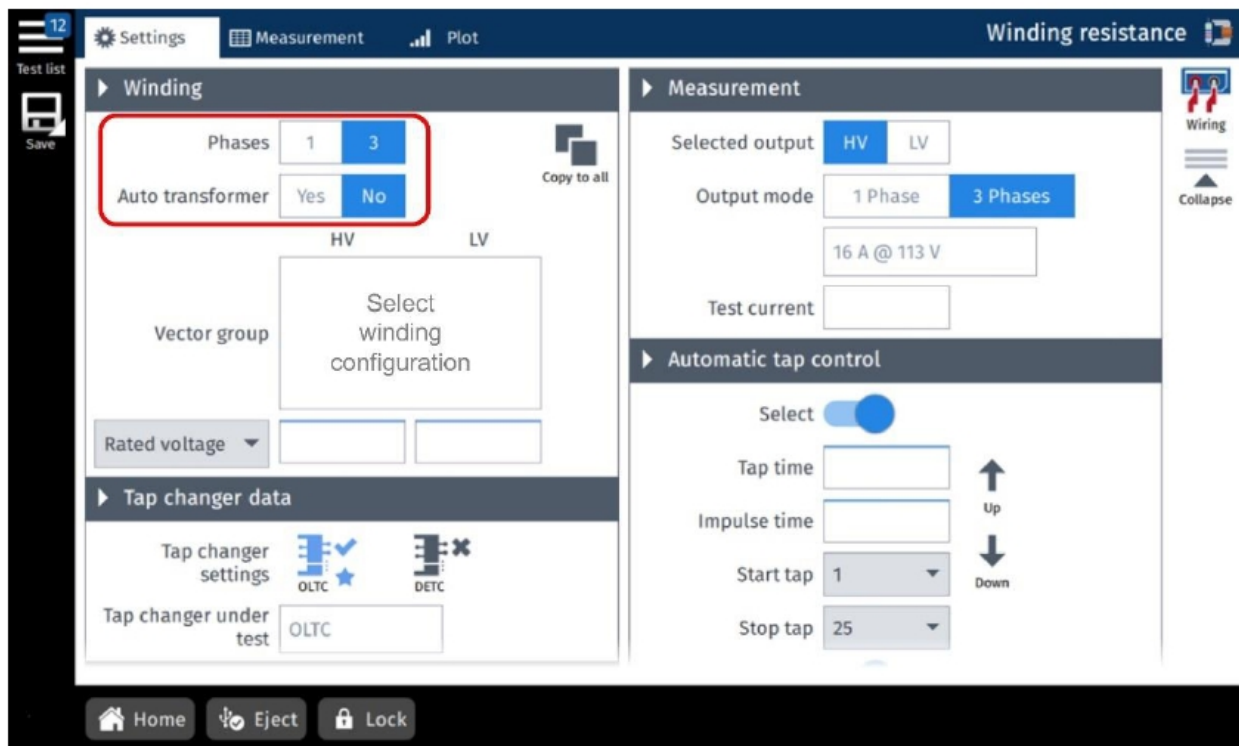 12
Test list
Save
Settings
Measurement
Plot
Winding resistance
Winding
Phases 1 3
Auto transformer Yes No
Copy to all
HV LV
Vector group
Select
winding
configuration
Rated voltage
Tap changer data
Tap changer
settings
OLTC
DETC
Tap changer under
test
OLTC
Measurement
Selected output HV LV
Output mode 1 Phase 3 Phases
16 A @ 113 V
Test current
Automatic tap control
Select
Tap time
Impulse time
Start tap 1
Stop tap 25
Up
Down
Wiring
Collapse
Home
Eject
Lock